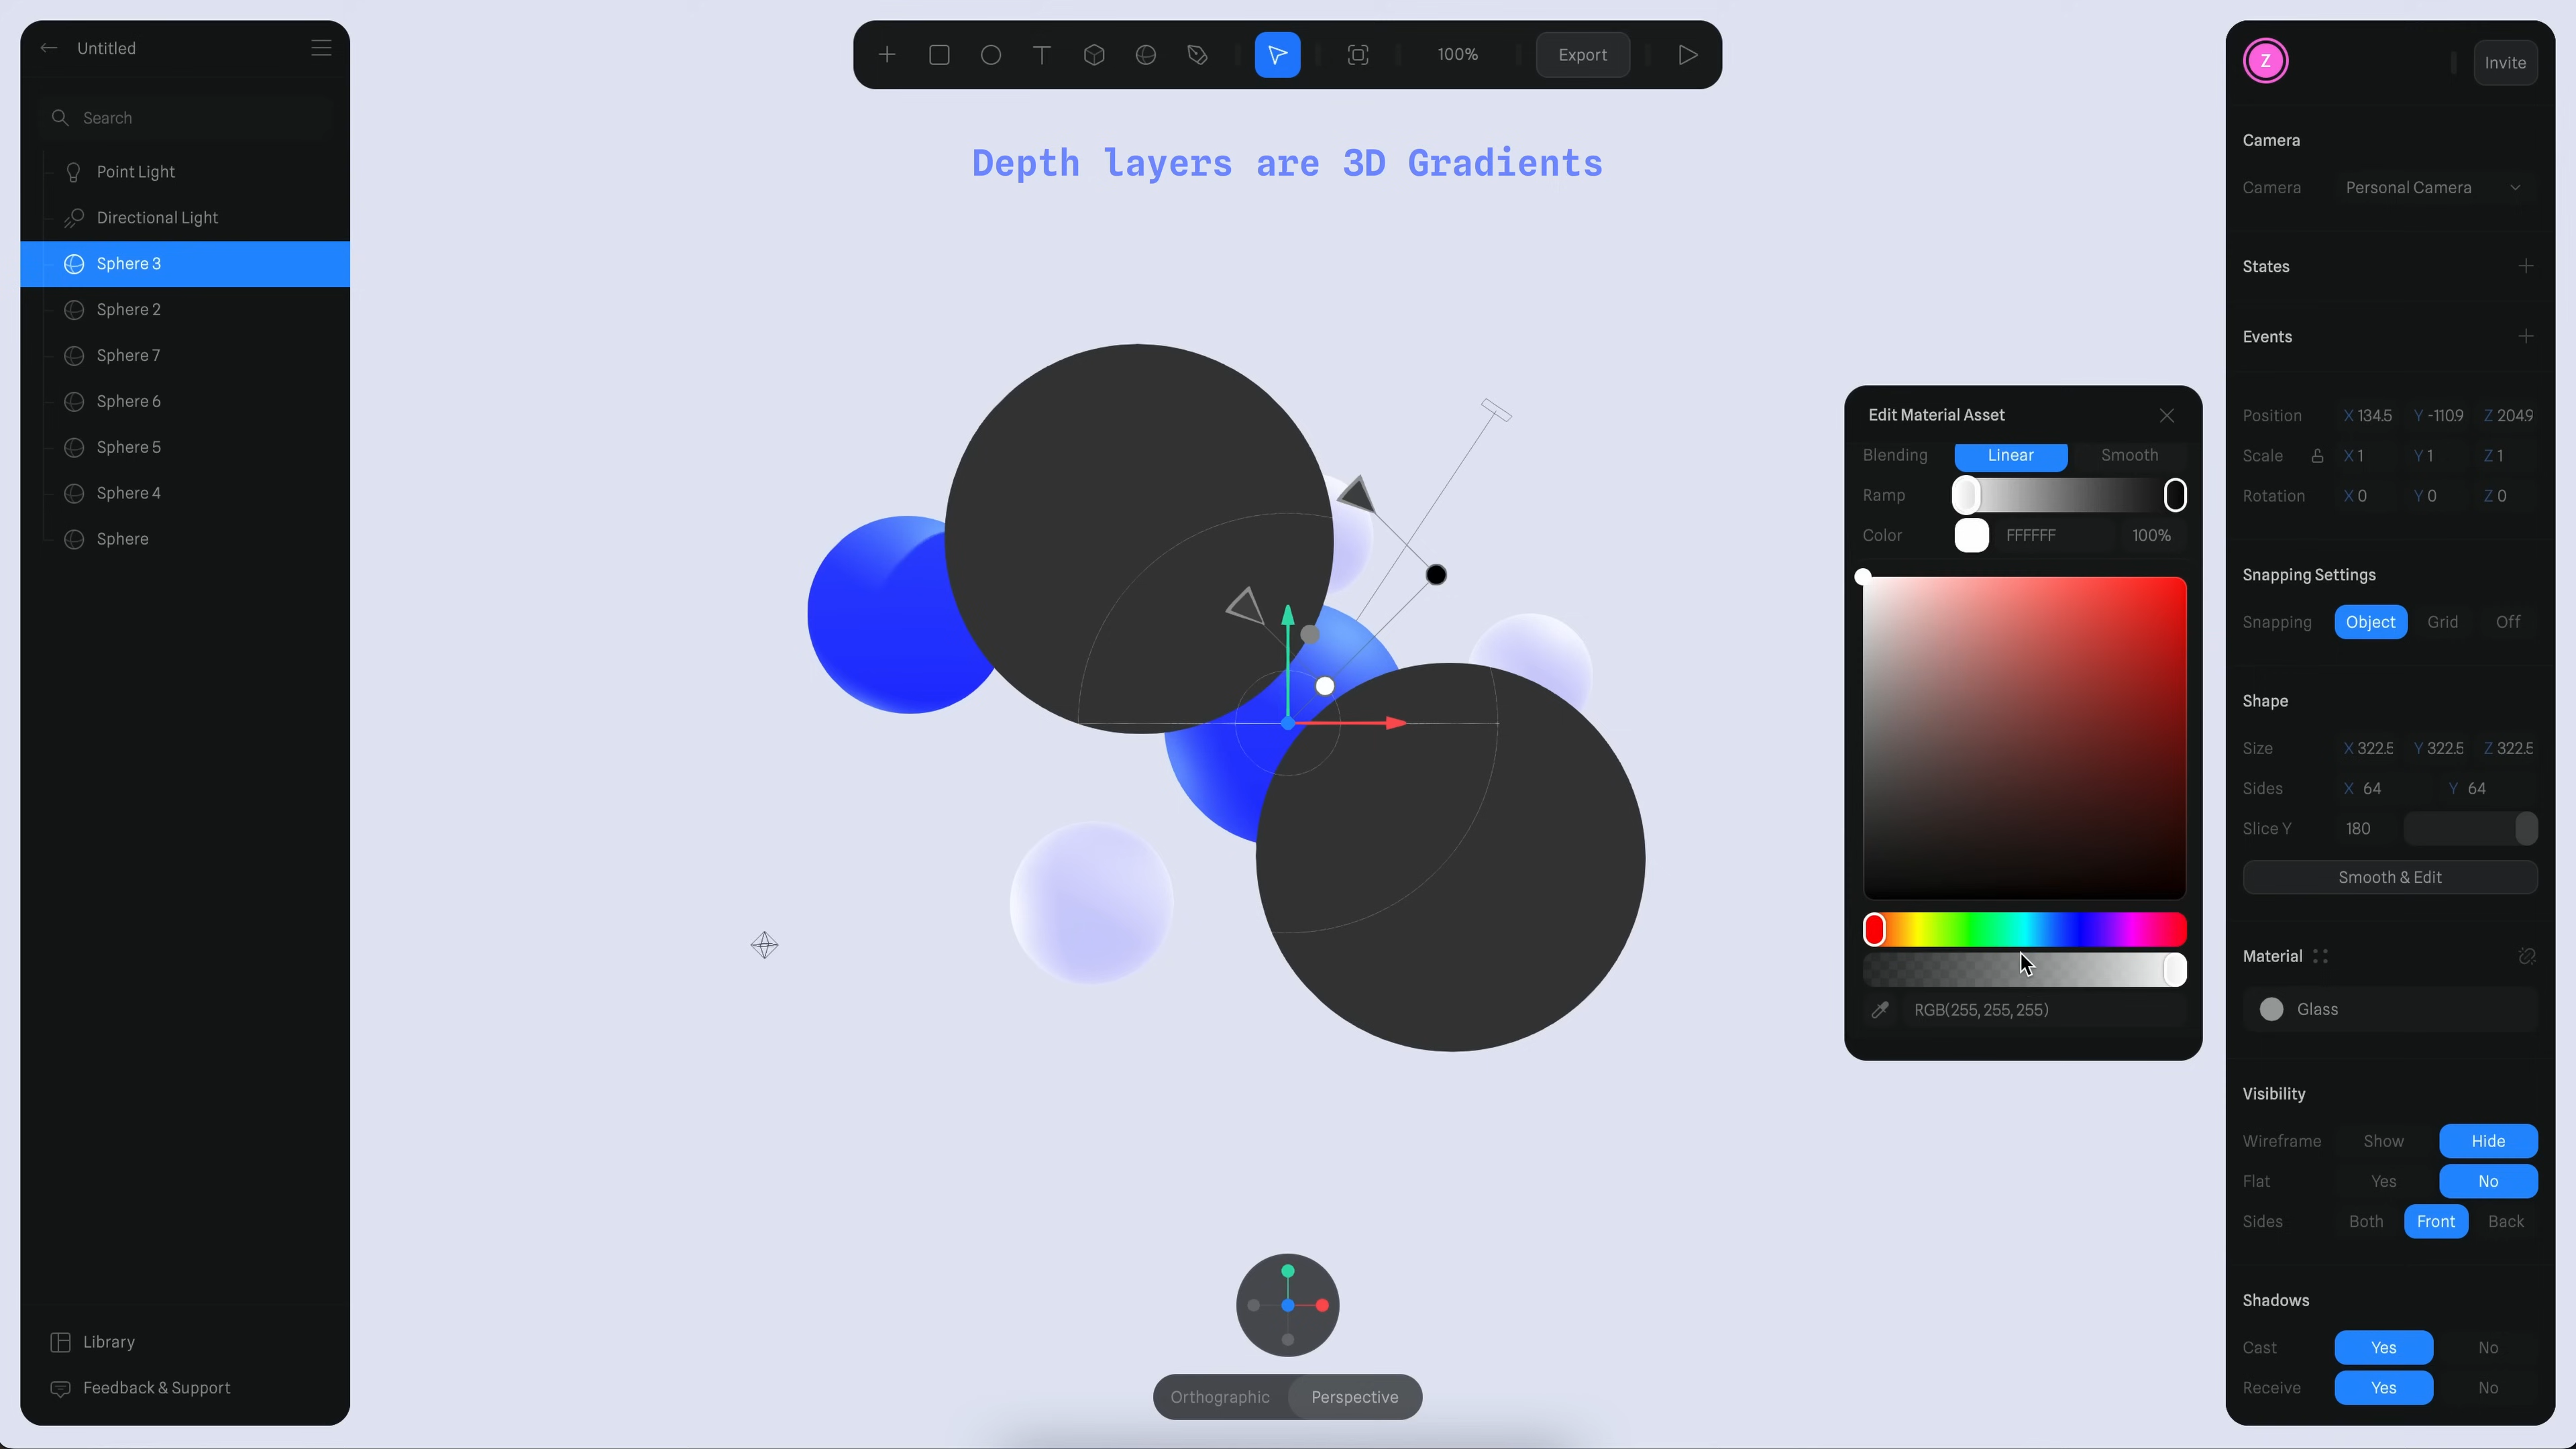 Untitled
Search
Point Light
Directional Light
Sphere 3
Sphere 2
Sphere 7
Sphere 6
Sphere 5
Sphere 4
Sphere
Library
Feedback & Support
T 100% Export
Depth layers are 3D Gradients
Orthographic Perspective
Edit Material Asset
Blending Linear Smooth
Ramp
Color FFFFFF 100%
RGB(255, 255, 255)
Z Invite
Camera
Camera Personal Camera
States
Events
Position X 134.5 Y -110.9 Z 204.9
Scale X 1 Y 1 Z 1
Rotation X 0 Y 0 Z 0
Snapping Settings
Snapping Object Grid Off
Shape
Size X 322.5 Y 322.5 Z 322.5
Sides X 64 Y 64
Slice Y 180
Smooth & Edit
Material
Glass
Visibility
Wireframe Show Hide
Flat Yes No
Sides Both Front Back
Shadows
Cast Yes No
Receive Yes No